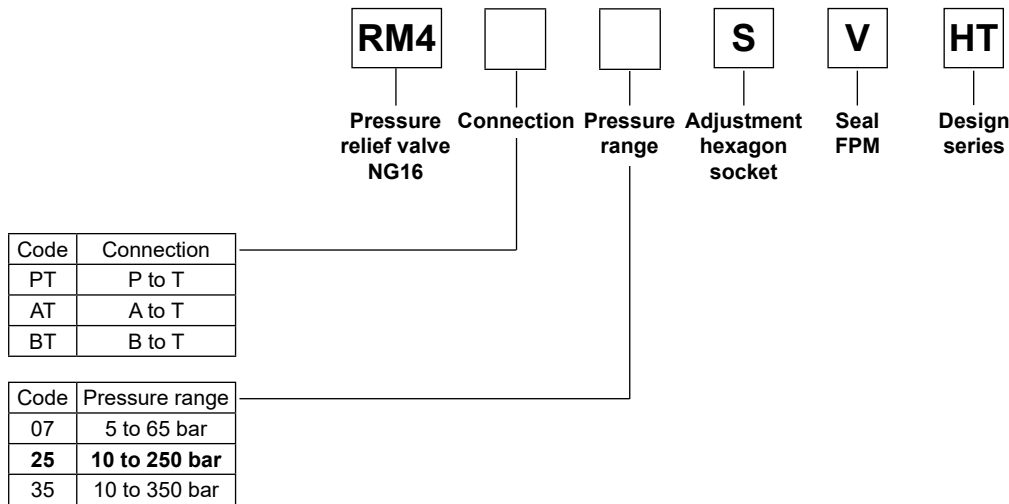 RM4 S V HT
Pressure Connection Pressure Adjustment Seal Design
relief valve range hexagon FPM series
NG16 socket
Code Connection
PT P to T
AT A to T
BT B to T
Code Pressure range
07 5 to 65 bar
25 10 to 250 bar
35 10 to 350 bar